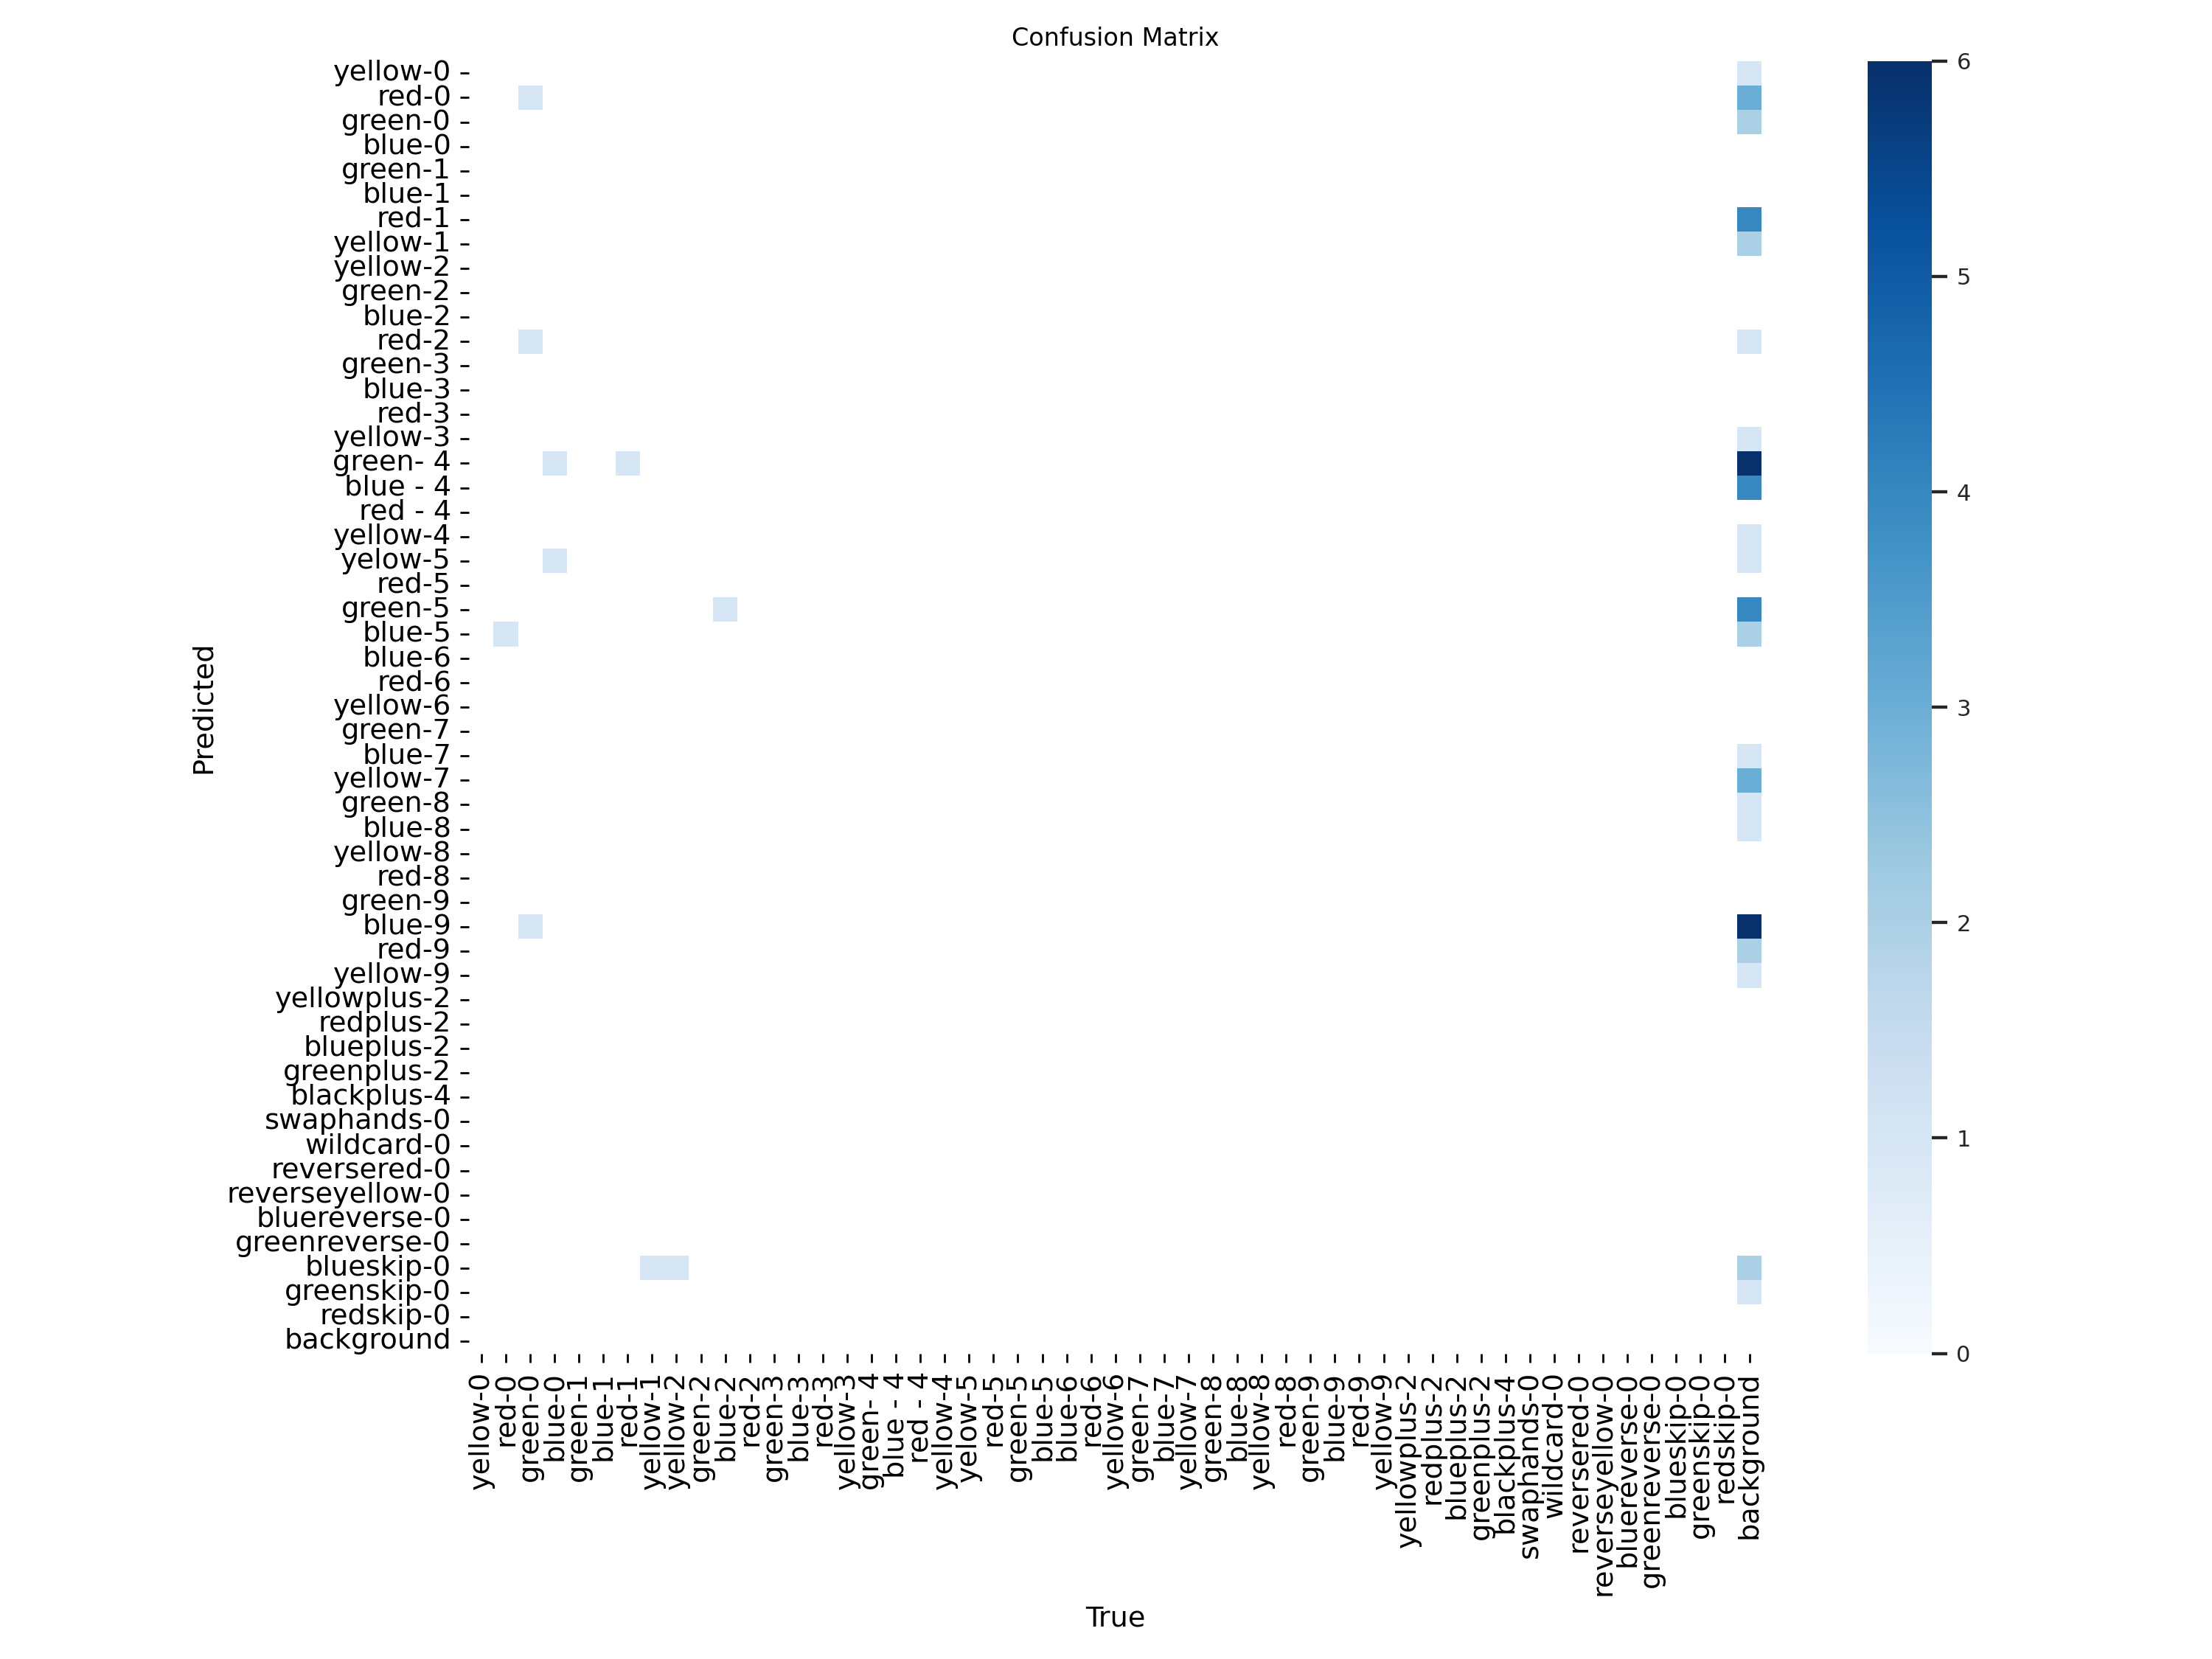 Confusion Matrix
yellow-0
red-0
green-0
blue-0
green-1
blue-1
red-1
yellow-1
yellow-2
green-2
blue-2
red-2
green-3
blue-3
red-3
yellow-3
green- 4
blue - 4
red - 4
yellow-4
yelow-5
red-5
green-5
blue-5
blue-6
red-6
yellow-6
green-7
blue-7
yellow-7
green-8
blue-8
yellow-8
red-8
green-9
blue-9
red-9
yellow-9
yellowplus-2
redplus-2
blueplus-2
greenplus-2
blackplus-4
swaphands-0
wildcard-0
reversered-0
reverseyellow-0
bluereverse-0
greenreverse-0
blueskip-0
greenskip-0
redskip-0
background
Predicted
yellow-0
red-0
green-0
blue-0
green-1
blue-1
red-1
yellow-1
yellow-2
green-2
blue-2
red-2
green-3
blue-3
red-3
yellow-3
green- 4
blue - 4
red - 4
yellow-4
yelow-5
red-5
green-5
blue-5
blue-6
red-6
yellow-6
green-7
blue-7
yellow-7
green-8
blue-8
yellow-8
red-8
green-9
blue-9
red-9
yellow-9
yellowplus-2
redplus-2
blueplus-2
greenplus-2
blackplus-4
swaphands-0
wildcard-0
reversered-0
reverseyellow-0
bluereverse-0
greenreverse-0
blueskip-0
greenskip-0
redskip-0
background
True
6
5
4
3
2
1
0